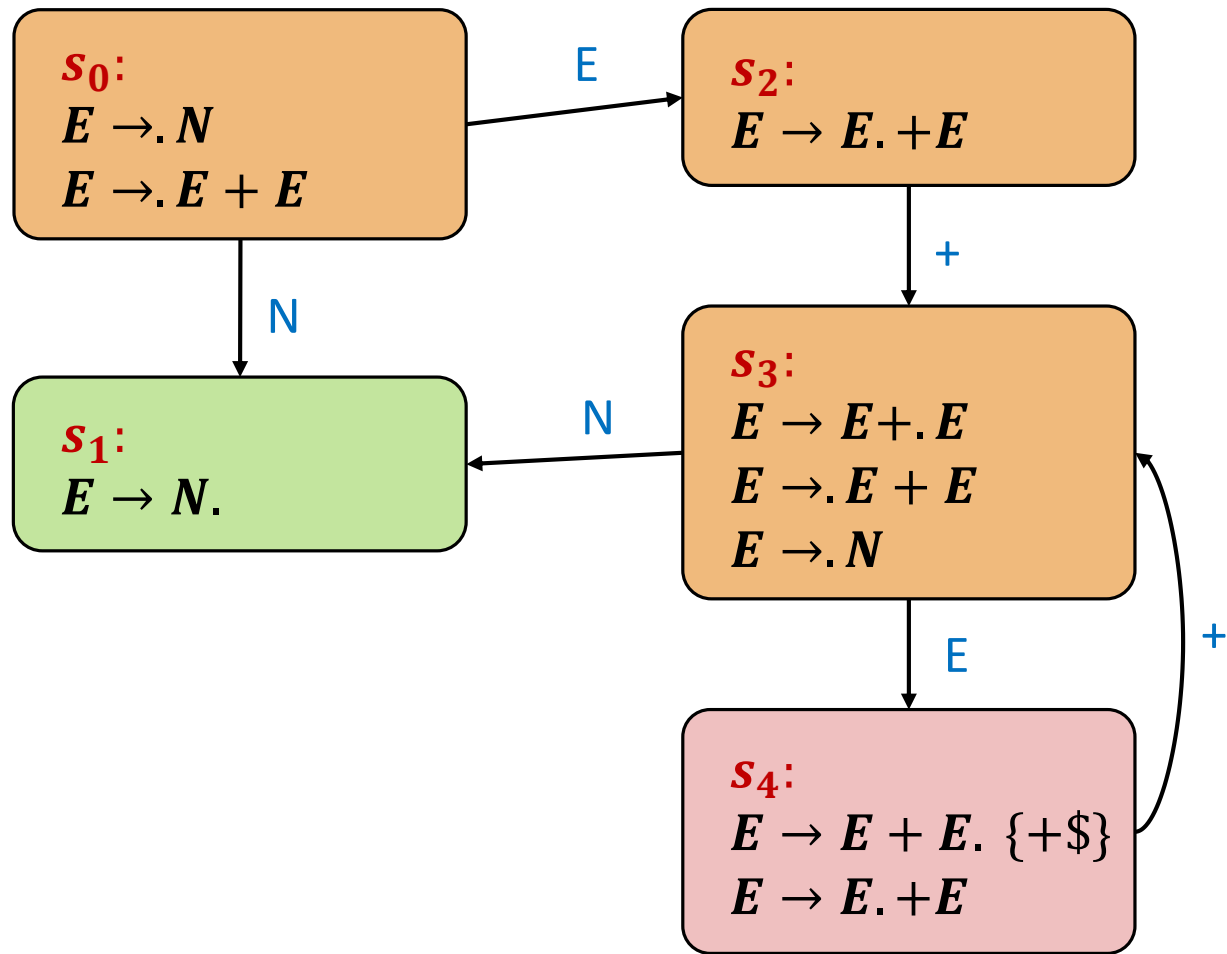 s₀:
E →. N
E →. E + E
E
s₂:
E → E. +E
N
+
s₁:
E → N.
N
s₃:
E → E+. E
E →. E + E
E →. N
E
+
s₄:
E → E + E. {+$}
E → E. +E